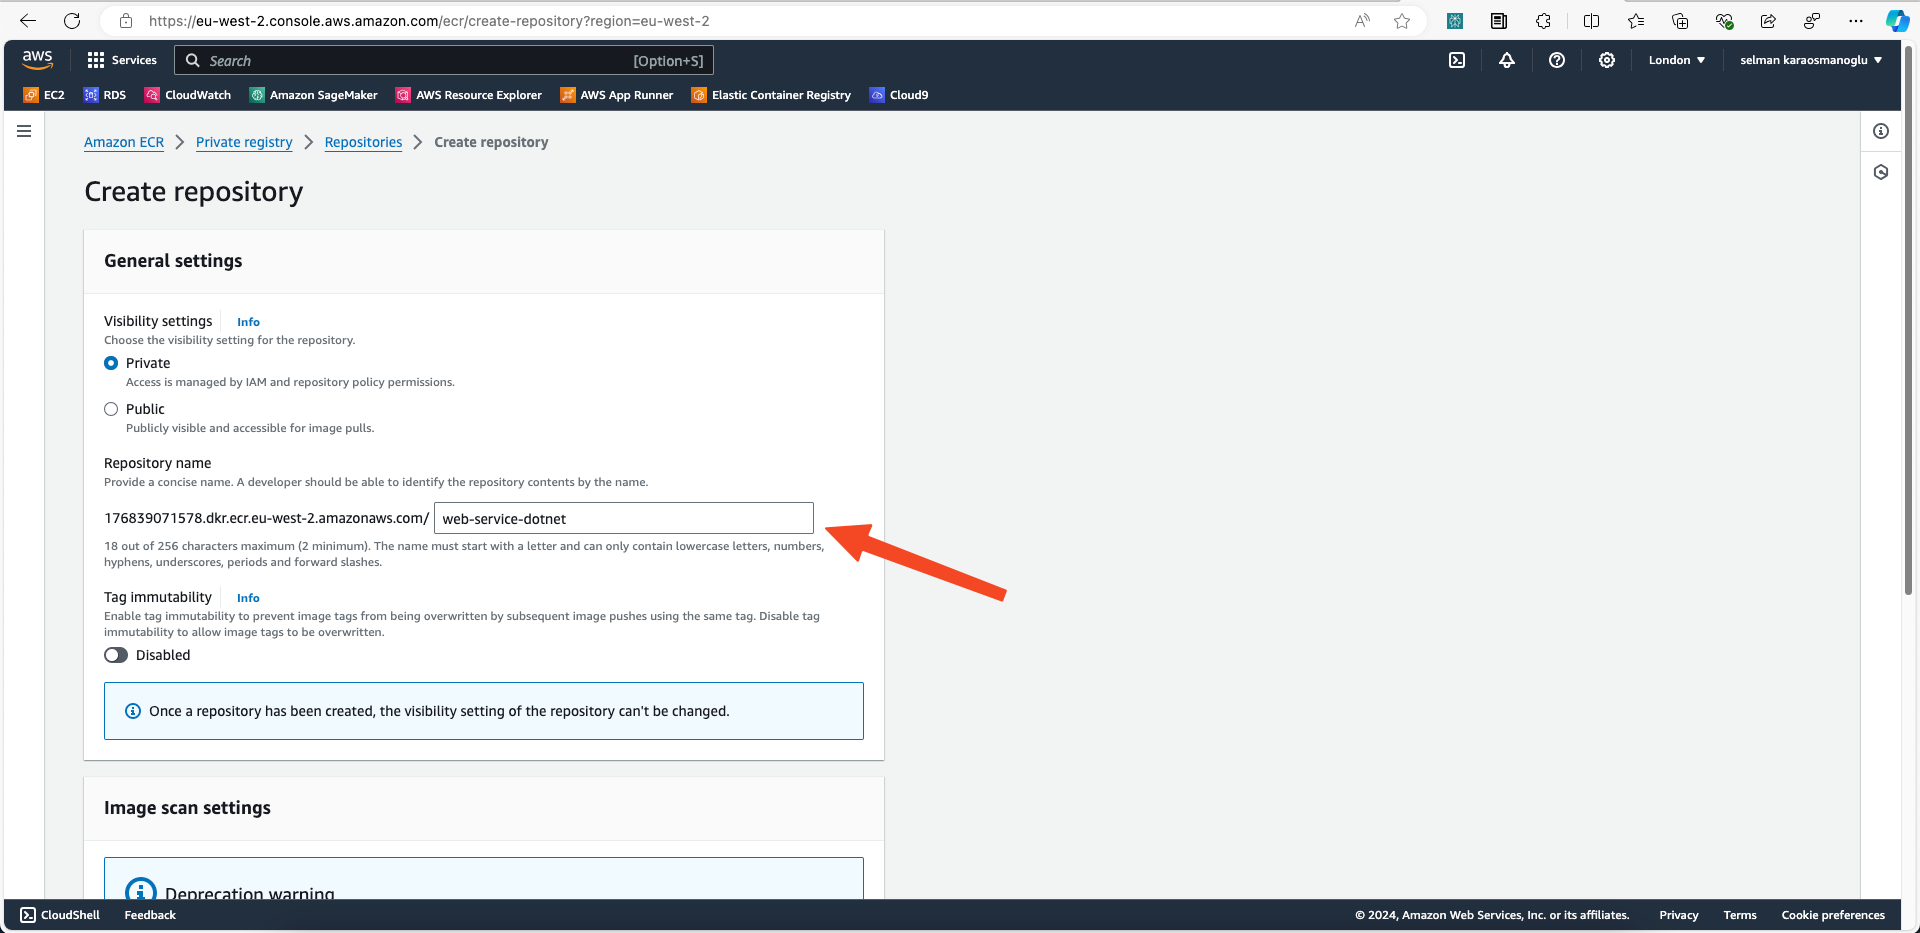 https://eu-west-2.console.aws.amazon.com/ecr/create-repository?region=eu-west-2
aws
Services
Search
[Option+S]
London
selman karaosmanoglu
EC2
RDS
CloudWatch
Amazon SageMaker
AWS Resource Explorer
AWS App Runner
Elastic Container Registry
Cloud9
Amazon ECR
Private registry
Repositories
Create repository
Create repository
General settings
Visibility settings
Info
Choose the visibility setting for the repository.
Private
Access is managed by IAM and repository policy permissions.
Public
Publicly visible and accessible for image pulls.
Repository name
Provide a concise name. A developer should be able to identify the repository contents by the name.
176839071578.dkr.ecr.eu-west-2.amazonaws.com/
web-service-dotnet
18 out of 256 characters maximum (2 minimum). The name must start with a letter and can only contain lowercase letters, numbers,
hyphens, underscores, periods and forward slashes.
Tag immutability
Info
Enable tag immutability to prevent image tags from being overwritten by subsequent image pushes using the same tag. Disable tag
immutability to allow image tags to be overwritten.
Disabled
Once a repository has been created, the visibility setting of the repository can't be changed.
Image scan settings
Deprecation warning
CloudShell
Feedback
© 2024, Amazon Web Services, Inc. or its affiliates.
Privacy
Terms
Cookie preferences